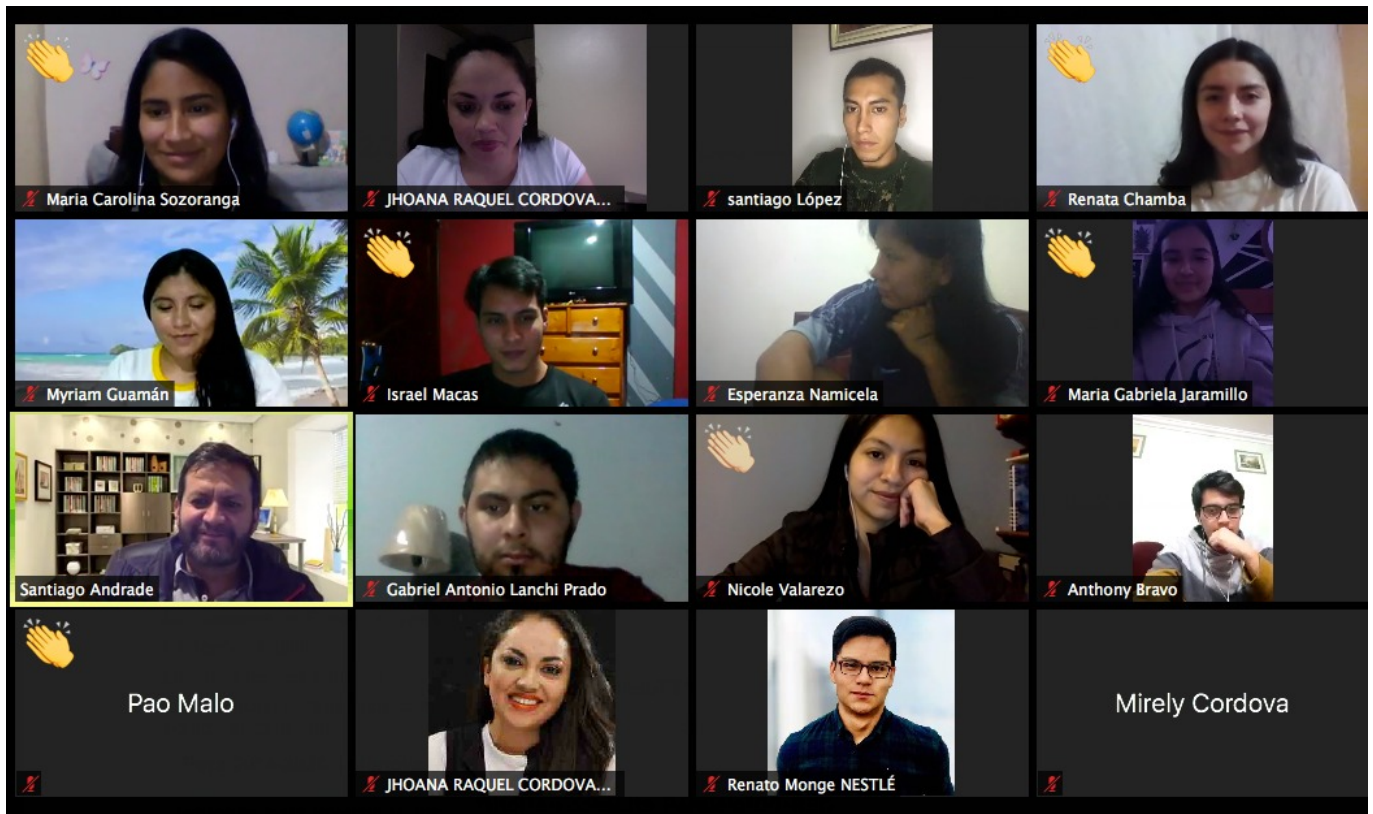 Maria Carolina Sozoranga
JHOANA RAQUEL CORDOVA...
santiago López
Renata Chamba
Myriam Guamán
Israel Macas
Esperanza Namicela
Maria Gabriela Jaramillo
Santiago Andrade
Gabriel Antonio Lanchi Prado
Nicole Valarezo
Anthony Bravo
Pao Malo
JHOANA RAQUEL CORDOVA...
Renato Monge NESTLÉ
Mirely Cordova